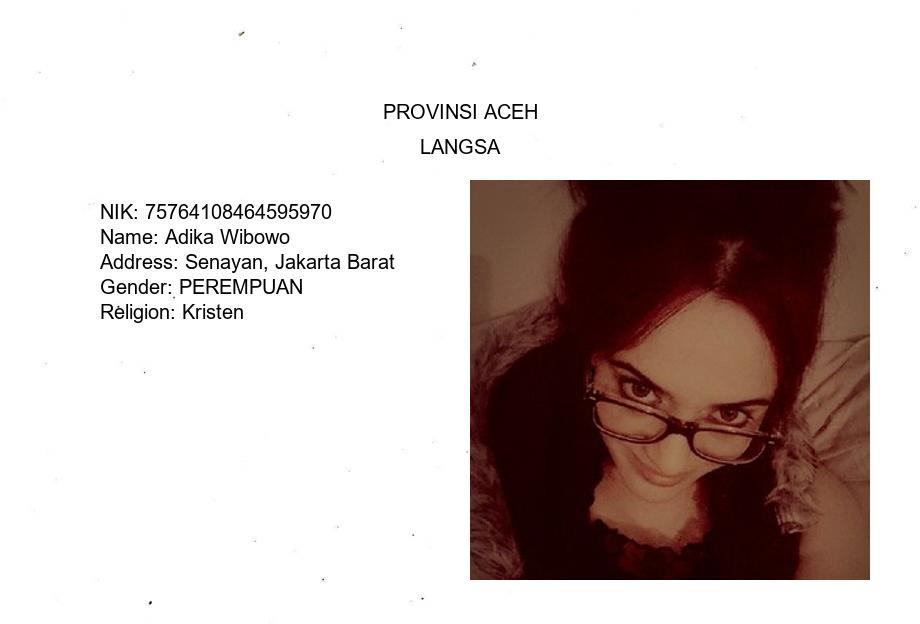 PROVINSI ACEH
LANGSA
NIK: 75764108464595970
Name: Adika Wibowo
Address: Senayan, Jakarta Barat
Gender: PEREMPUAN
Religion: Kristen